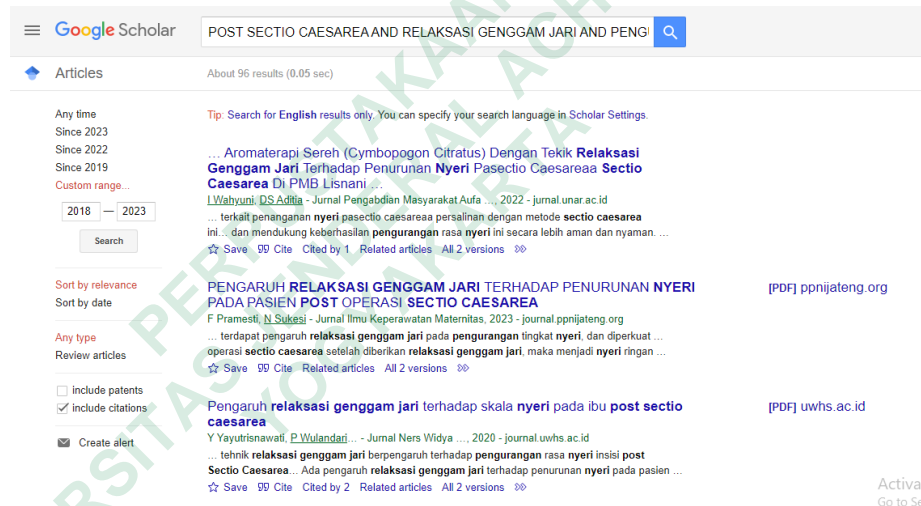 Google Scholar
POST SECTIO CAESAREA AND RELAKSASI GENGGAM JARI AND PENG
Articles
About 96 results (0.05 sec)
Any time
Since 2023
Since 2022
Since 2019
Custom range...
2018 — 2023
Search
Sort by relevance
Sort by date
Any type
Review articles
include patents
include citations
Create alert
Tip: Search for English results only. You can specify your search language in Scholar Settings.
... Aromaterapi Sereh (Cymbopogon Citratus) Dengan Tekik Relaksasi
Genggam Jari Terhadap Penurunan Nyeri Pasectio Caesareaa Sectio
Caesarea Di PMB Lisnani ...
I Wahyuni, DS Aditia - Jurnal Pengabdian Masyarakat Aufa ..., 2022 - jurnal.unar.ac.id
... terkait penanganan nyeri pasectio caesareaa persalinan dengan metode sectio caesarea
ini... dan mendukung keberhasilan pengurangan rasa nyeri ini secara lebih aman dan nyaman. ...
Save Cite Cited by 1 Related articles All 2 versions
PENGARUH RELAKSASI GENGGAM JARI TERHADAP PENURUNAN NYERI
PADA PASIEN POST OPERASI SECTIO CAESAREA
[PDF] ppnijateng.org
F Pramesti, N Sukesi - Jurnal Ilmu Keperawatan Maternitas, 2023 - journal.ppnijateng.org
... terdapat pengaruh relaksasi genggam jari pada pengurangan tingkat nyeri, dan diperkuat ...
operasi sectio caesarea setelah diberikan relaksasi genggam jari, maka menjadi nyeri ringan ...
Save Cite Related articles All 2 versions
Pengaruh relaksasi genggam jari terhadap skala nyeri pada ibu post sectio
caesarea
[PDF] uwhs.ac.id
Y Yayutrisnawati, P Wulandari... - Jurnal Ners Widya ..., 2020 - journal.uwhs.ac.id
... tehnik relaksasi genggam jari berpengaruh terhadap pengurangan rasa nyeri insisi post
Sectio Caesarea... Ada pengaruh relaksasi genggam jari terhadap penurunan nyeri pada pasien ...
Save Cite Cited by 2 Related articles All 2 versions
Activa
Go to Se
PERPUSTAKAAN
RSITAS JENDERAL ACH
YOGYAKARTA